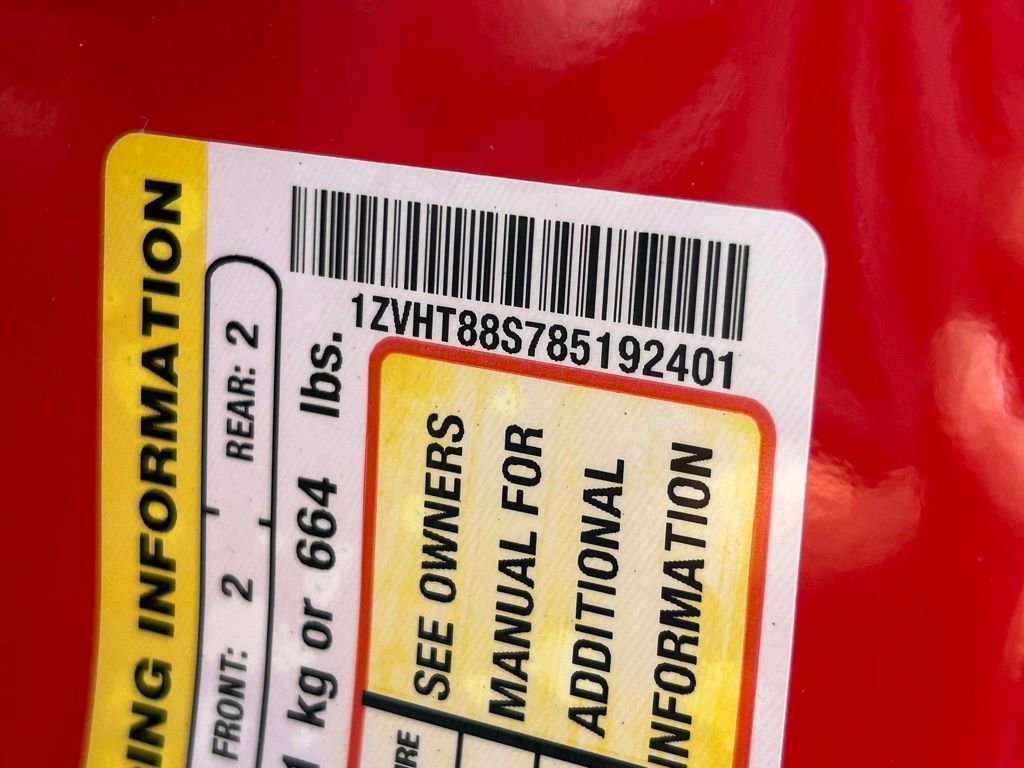 ING INFORMATION
FRONT: 2 REAR: 2
kg or 664 lbs.
1ZVHT88S785192401
SEE OWNERS
MANUAL FOR
ADDITIONAL
INFORMATION